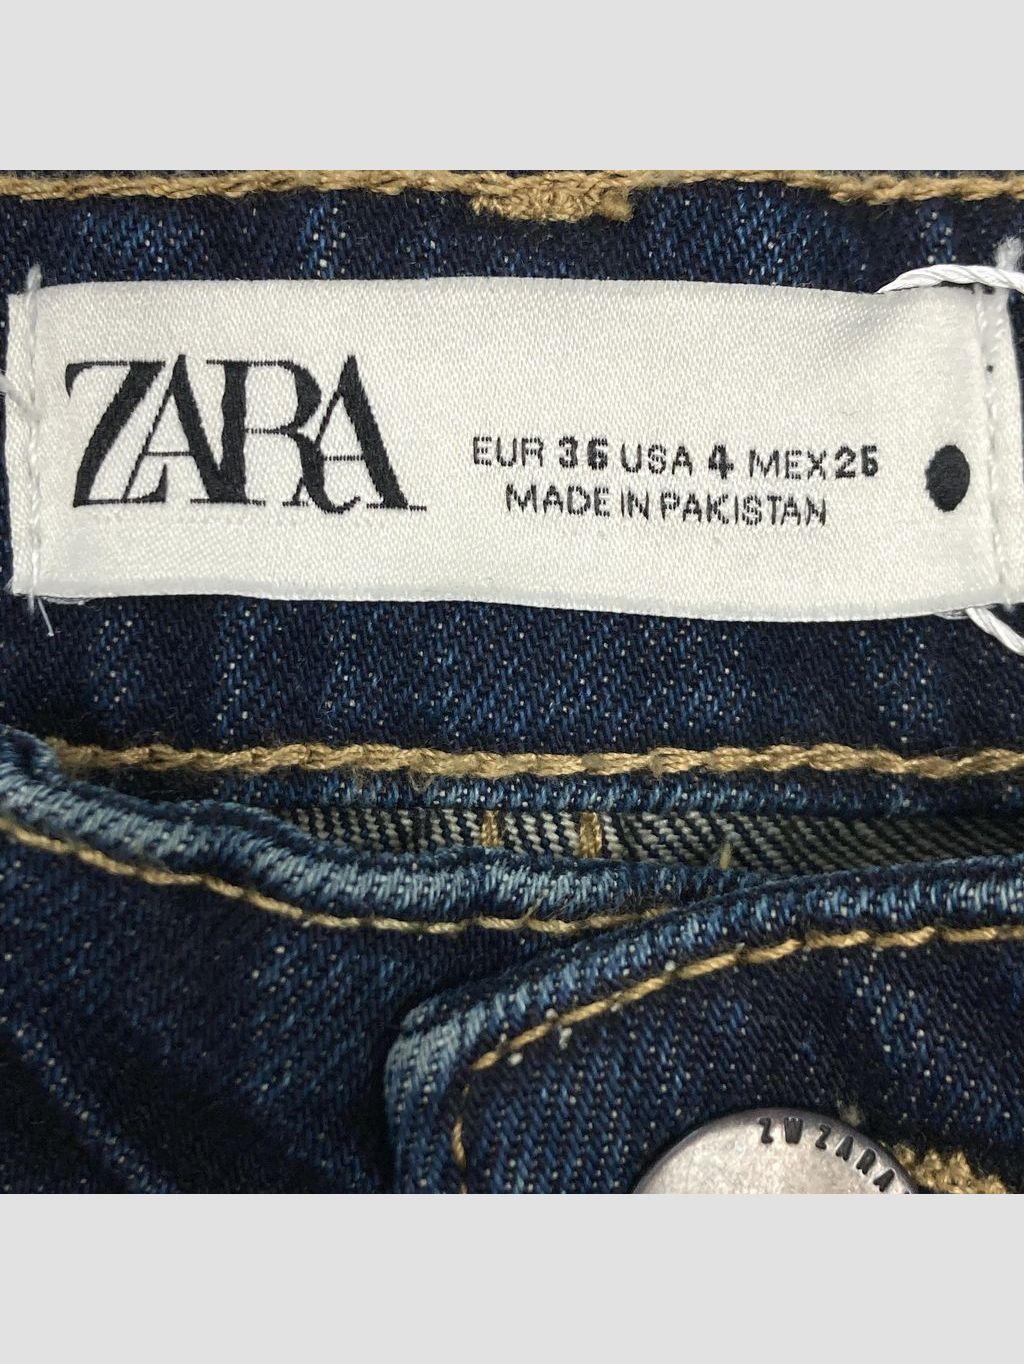 ZARA
EUR 36 USA 4 MEX 26
MADE IN PAKISTAN
ZWZARA